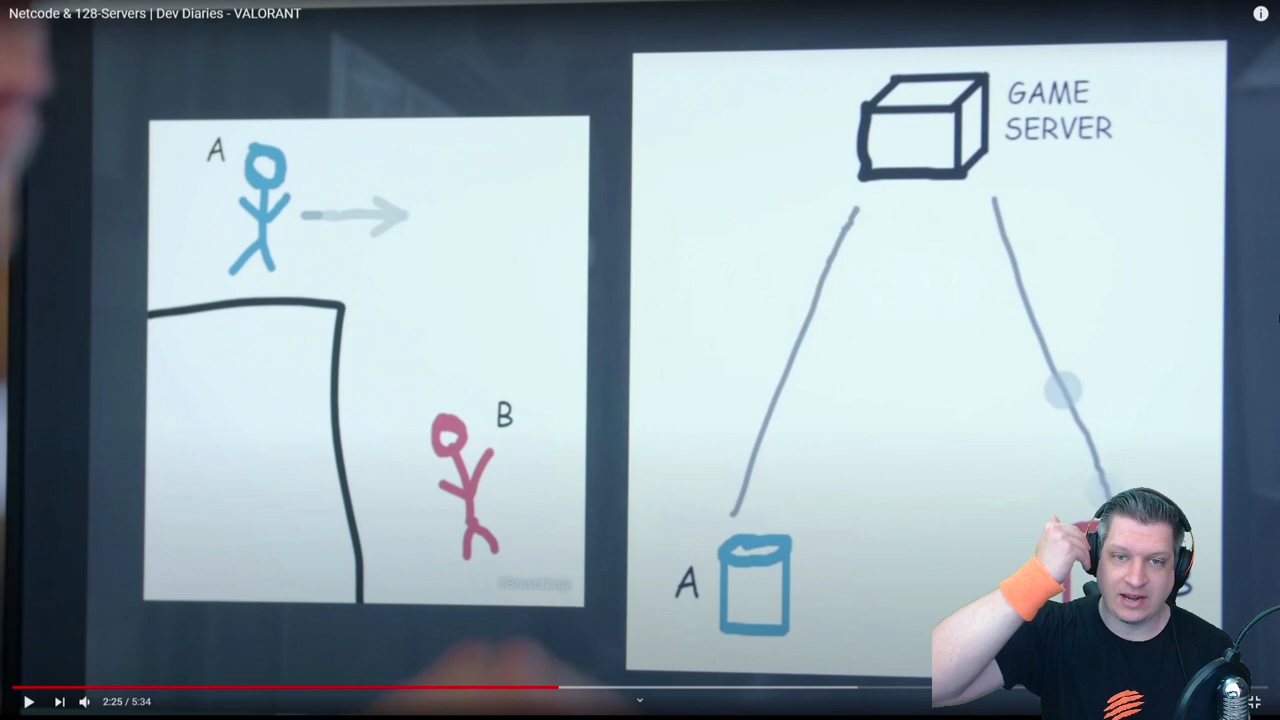 Netcode & 128-Servers | Dev Diaries - VALORANT
A
B
GAME
SERVER
A
2:25 / 5:34